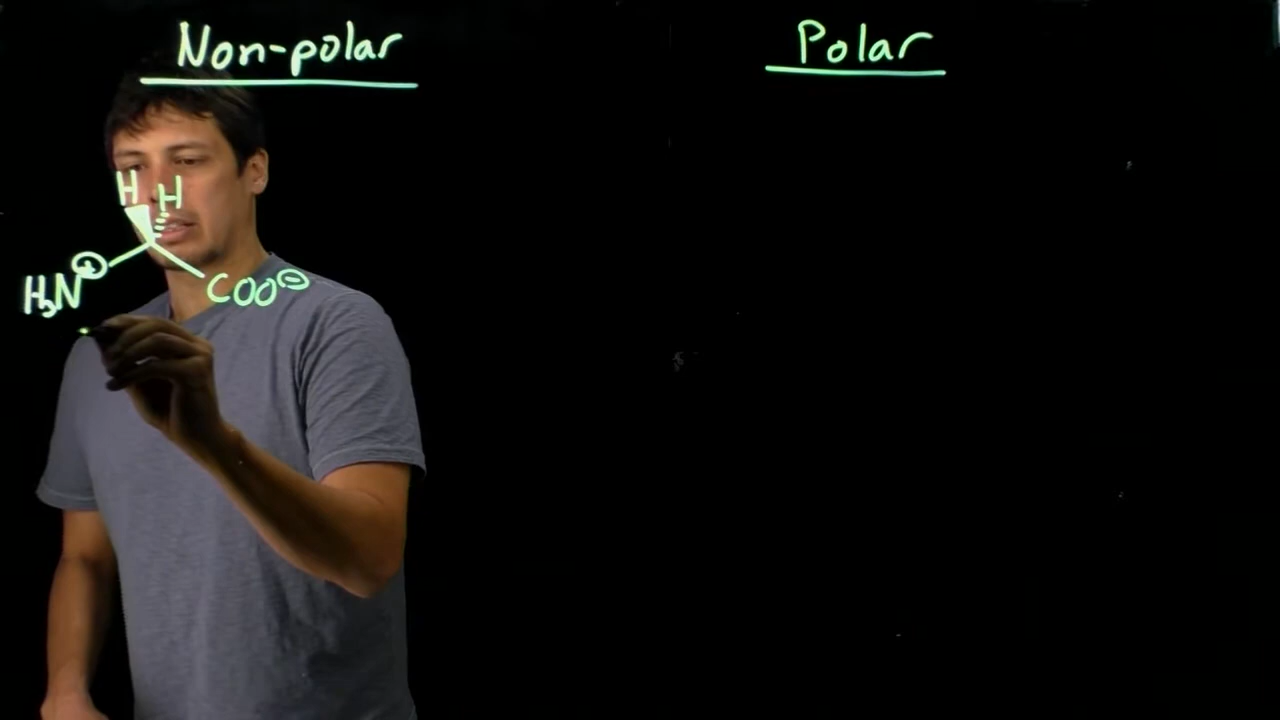 Non-polar
Polar
H H
H₃N⊕
COO⊖